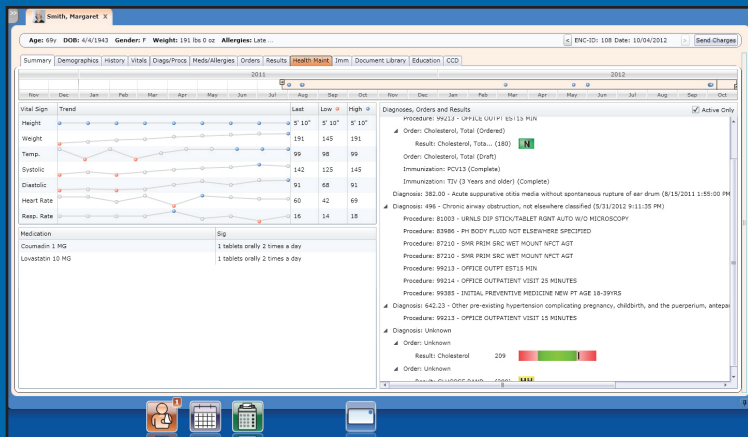 Smith, Margaret X
Age: 69y DOB: 4/4/1943 Gender: F Weight: 191 lbs 0 oz Allergies: Late ...
< ENC-ID: 108 Date: 10/04/2012 > Send Charges
Summary Demographics History Vitals Diags/Procs Meds/Allergies Orders Results Health Maint Imm Document Library Education CCD
2011 2012
Nov Dec Jan Feb Mar Apr May Jun Jul Aug Sep Oct Nov Dec Jan Feb Mar Apr May Jun Jul Aug Sep Oct
Vital Sign Trend Last Low High
Height 5' 10" 5' 10" 5' 10"
Weight 191 145 191
Temp. 99 98 99
Systolic 142 125 145
Diastolic 91 68 91
Heart Rate 60 42 69
Resp. Rate 16 14 18
Medication Sig
Coumadin 1 MG 1 tablets orally 2 times a day
Lovastatin 10 MG 1 tablets orally 2 times a day
Diagnoses, Orders and Results Active Only
Procedure: 99213 - OFFICE OUTPT EST15 MIN
Order: Cholesterol, Total (Ordered)
Result: Cholesterol, Tota... (180) N
Order: Cholesterol, Total (Draft)
Immunization: PCV13 (Complete)
Immunization: TIV (3 Years and older) (Complete)
Diagnosis: 382.00 - Acute suppurative otitis media without spontaneous rupture of ear drum (8/15/2011 1:55:00 PM
Diagnosis: 496 - Chronic airway obstruction, not elsewhere classified (5/31/2012 9:11:35 PM)
Procedure: 81003 - URNLS DIP STICK/TABLET RGNT AUTO W/O MICROSCOPY
Procedure: 83986 - PH BODY FLUID NOT ELSEWHERE SPECIFIED
Procedure: 87210 - SMR PRIM SRC WET MOUNT NFCT AGT
Procedure: 87210 - SMR PRIM SRC WET MOUNT NFCT AGT
Procedure: 99213 - OFFICE OUTPT EST15 MIN
Procedure: 99214 - OFFICE OUTPATIENT VISIT 25 MINUTES
Procedure: 99385 - INITIAL PREVENTIVE MEDICINE NEW PT AGE 18-39YRS
Diagnosis: 642.23 - Other pre-existing hypertension complicating pregnancy, childbirth, and the puerperium, antepar
Procedure: 99213 - OFFICE OUTPATIENT VISIT 15 MINUTES
Diagnosis: Unknown
Order: Unknown
Result: Cholesterol 209
Order: Unknown
1